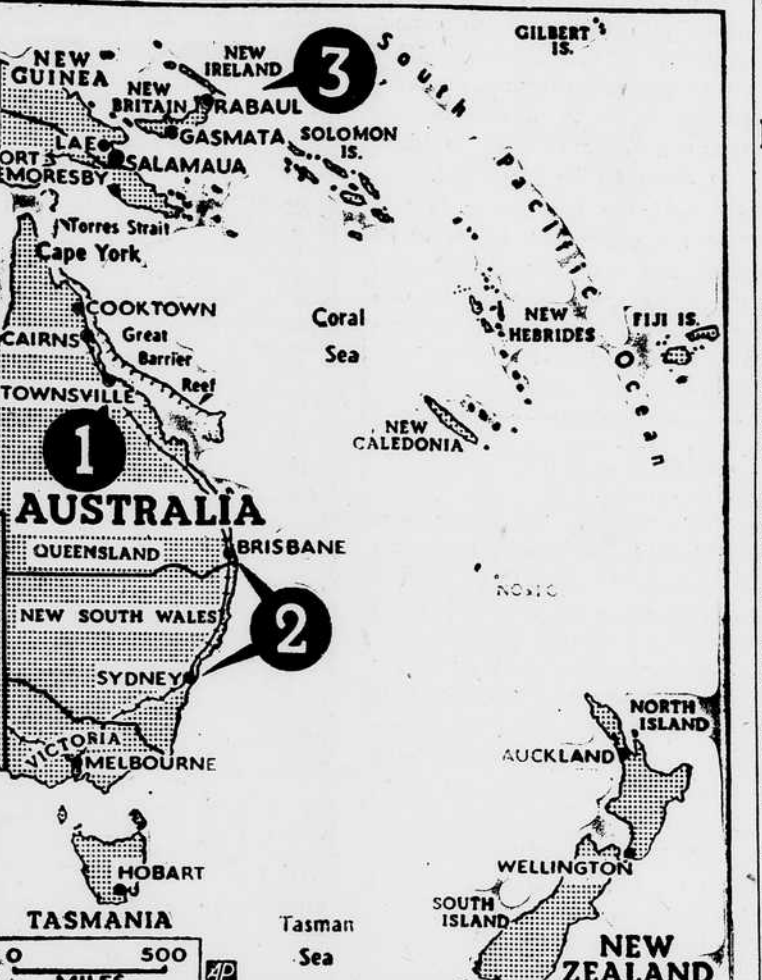 GILBERT
IS.
South Pacific Ocean
NEW
GUINEA
NEW
IRELAND
3
NEW
BRITAIN
RABAUL
GASMATA
SOLOMON
IS.
LAE
SALAMAUA
ORT
MORESBY
Torres Strait
Cape York
COOKTOWN
CAIRNS
Great
Barrier
Reef
Coral
Sea
NEW
HEBRIDES
FIJI IS.
TOWNSVILLE
1
NEW
CALEDONIA
AUSTRALIA
QUEENSLAND
BRISBANE
NEW SOUTH WALES
2
SYDNEY
VICTORIA
MELBOURNE
NORTH
ISLAND
AUCKLAND
WELLINGTON
HOBART
TASMANIA
SOUTH
ISLAND
Tasman
Sea
NEW
ZEALAND
0 500
MILES
AP